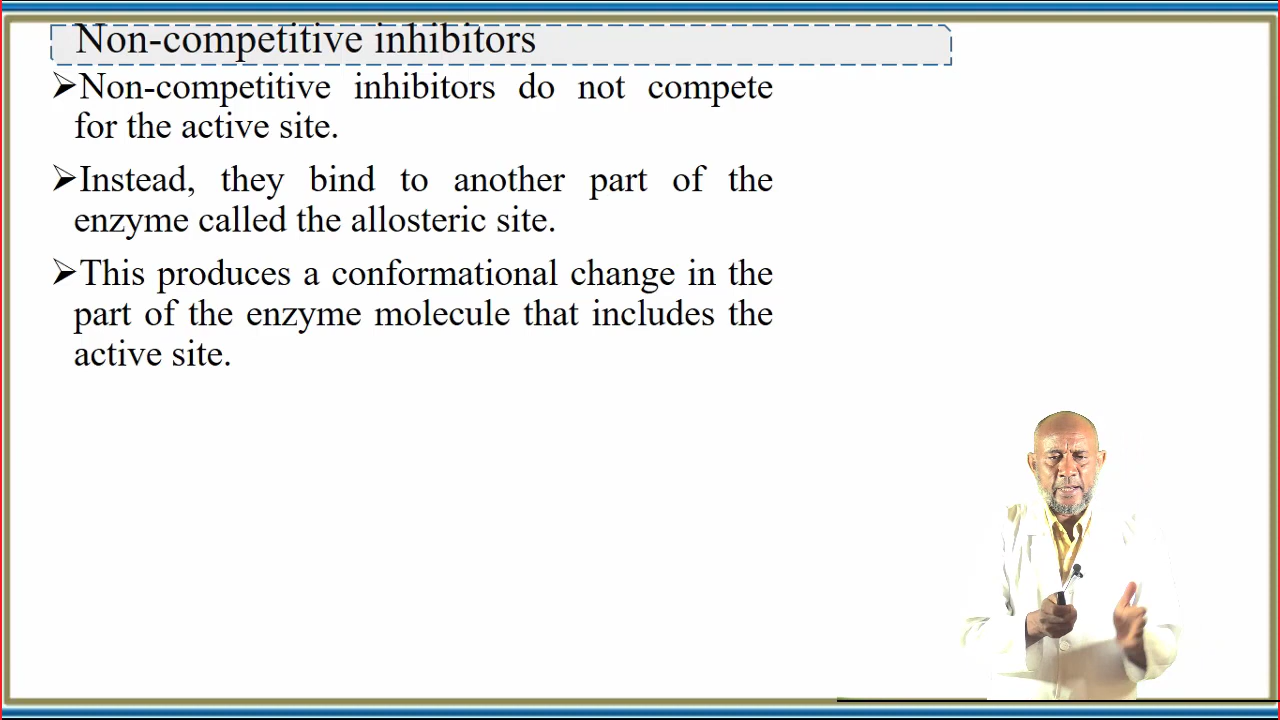 Non-competitive inhibitors
➢Non-competitive inhibitors do not compete
for the active site.
➢Instead, they bind to another part of the
enzyme called the allosteric site.
➢This produces a conformational change in the
part of the enzyme molecule that includes the
active site.